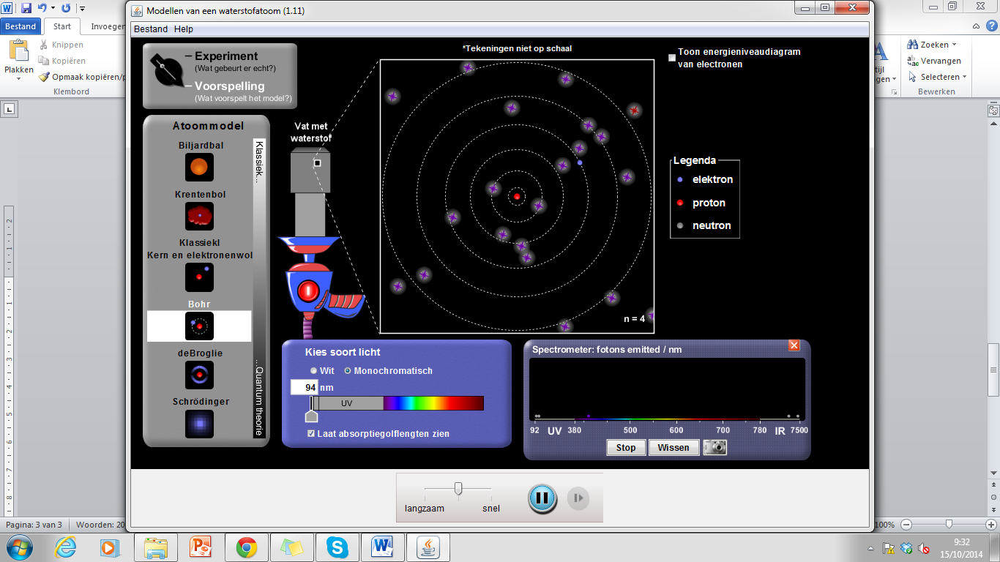 Modellen van een waterstofatoom (1.11)
Bestand
Start
Invoegen
Knippen
Kopiëren
Opmaak kopiëren/p
Plakken
Klembord
Zoeken
Vervangen
Selecteren
Bewerken
Bestand Help
Experiment
(Wat gebeurt er echt?)
Voorspelling
(Wat voorspelt het model?)
Atoommodel
Biljardbal
Krentenbol
Klassiekl
Kern en elektronenwol
Bohr
deBroglie
Schrödinger
Klassiek...
...Quantum theorie
Vat met
waterstof
*Tekeningen niet op schaal
n = 4
Toon energieniveaudiagram
van electronen
Legenda
elektron
proton
neutron
Kies soort licht
Wit
Monochromatisch
94 nm
UV
Laat absorptiegolflengten zien
Spectrometer: fotons emitted / nm
92 UV 380 500 600 700 780 IR 7500
Stop
Wissen
langzaam
snel
Pagina: 3 van 3
Woorden: 20
100%
9:32
15/10/2014